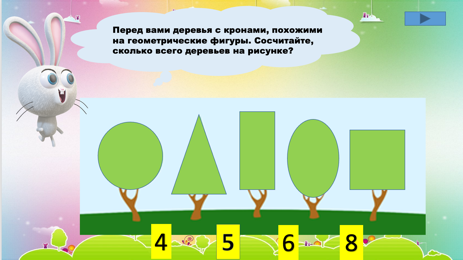 Перед вами деревья с кронами, похожими
на геометрические фигуры. Сосчитайте,
сколько всего деревьев на рисунке?
4 5 6 8